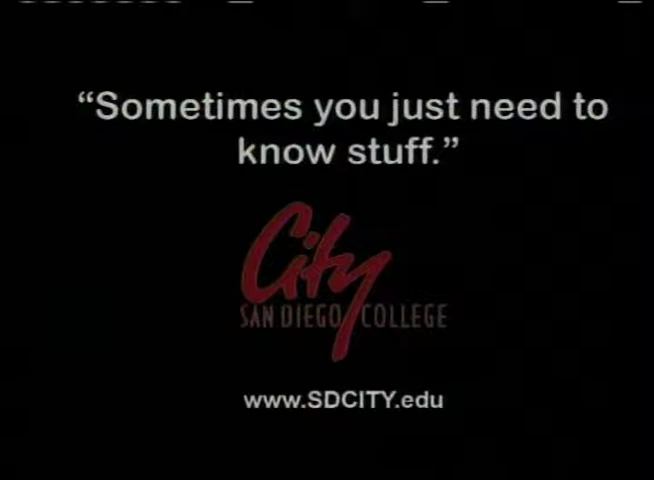 “Sometimes you just need to
know stuff.”
City
SAN DIEGO COLLEGE
www.SDCITY.edu